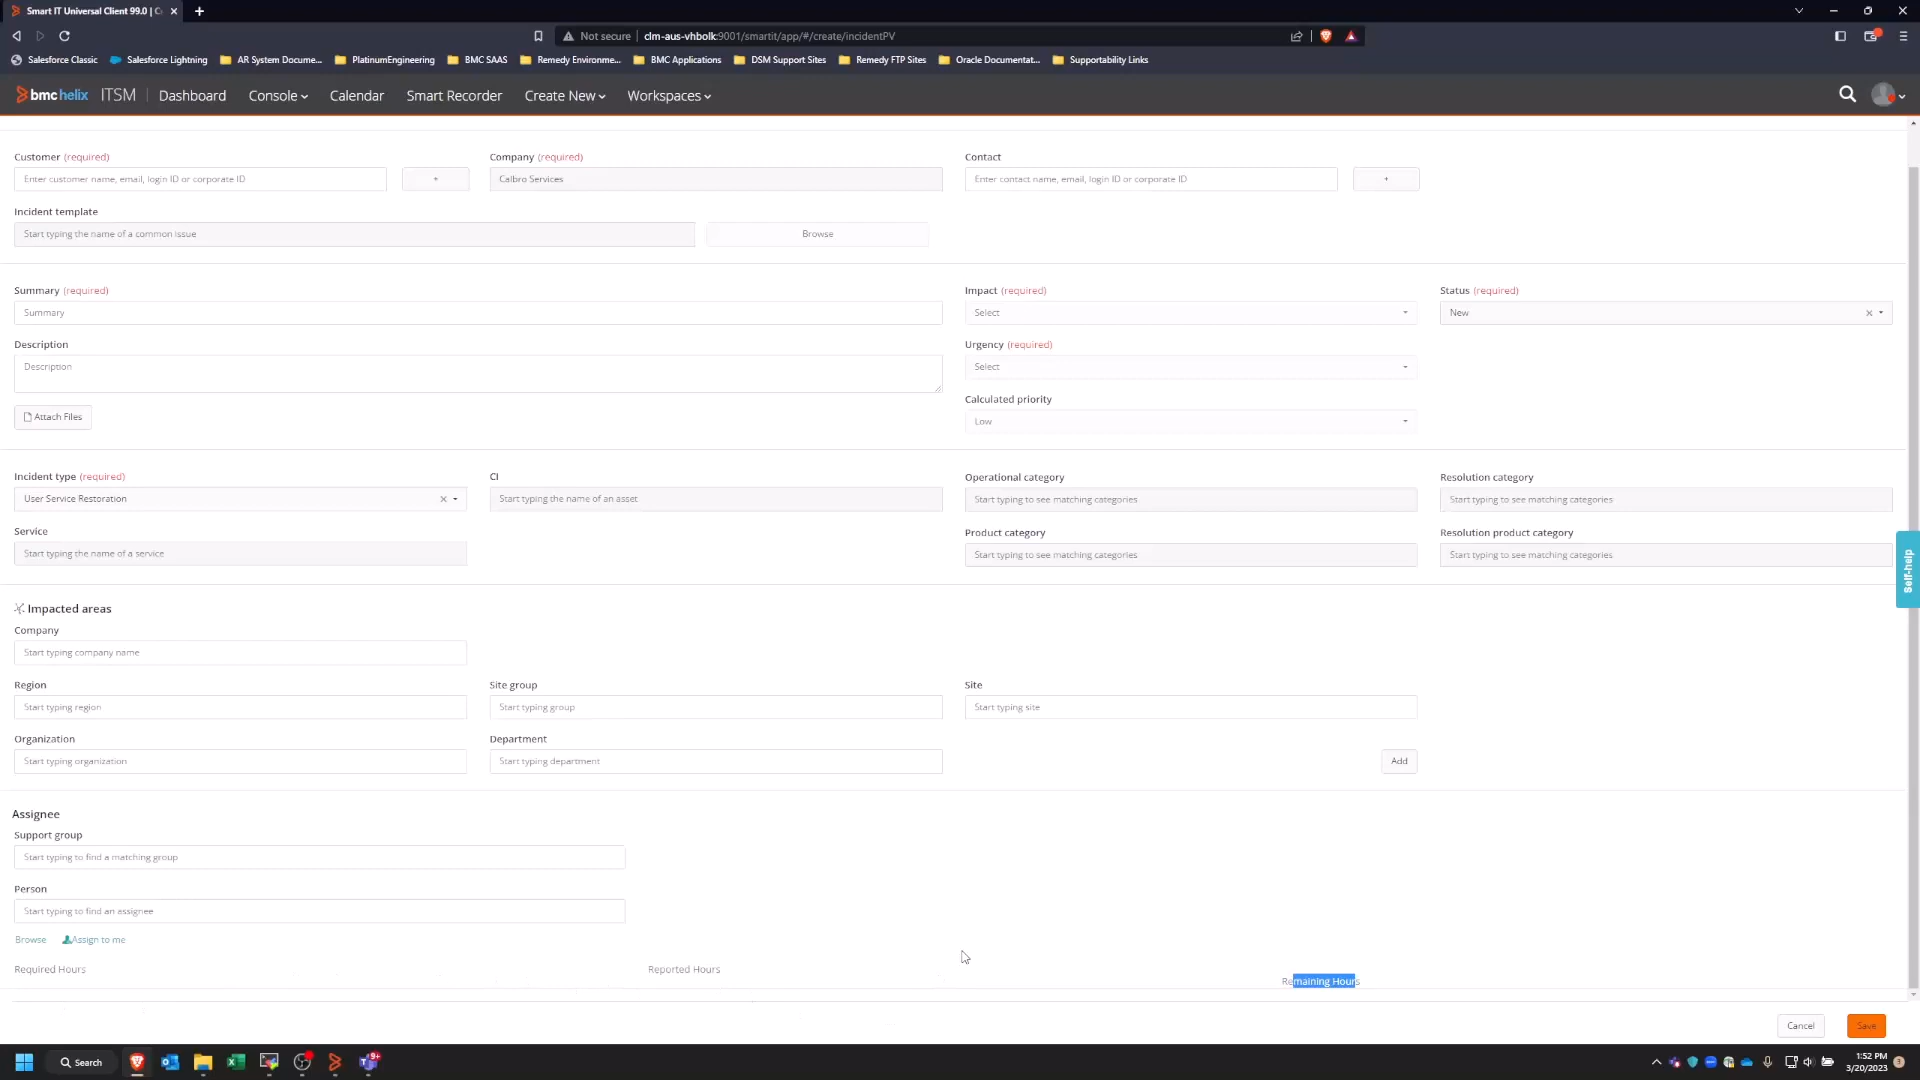 Smart IT Universal Client 99.0 | C
Not secure
clm-aus-vhbolk:9001/smartit/app/#/create/incidentPV
Salesforce Classic
Salesforce Lightning
AR System Docume...
PlatinumEngineering
BMC SAAS
Remedy Environme...
BMC Applications
DSM Support Sites
Remedy FTP Sites
Oracle Documentat...
Supportability Links
bmc helix ITSM
Dashboard
Console
Calendar
Smart Recorder
Create New
Workspaces
Customer (required)
Company (required)
Contact
Enter customer name, email, login ID or corporate ID
+
Calbro Services
Enter contact name, email, login ID or corporate ID
+
Incident template
Start typing the name of a common issue
Browse
Summary (required)
Impact (required)
Status (required)
Summary
Select
New
Description
Urgency (required)
Description
Select
Calculated priority
Attach Files
Low
Incident type (required)
CI
Operational category
Resolution category
User Service Restoration
Start typing the name of an asset
Start typing to see matching categories
Start typing to see matching categories
Service
Product category
Resolution product category
Start typing the name of a service
Start typing to see matching categories
Start typing to see matching categories
Self-help
Impacted areas
Company
Start typing company name
Region
Site group
Site
Start typing region
Start typing group
Start typing site
Organization
Department
Start typing organization
Start typing department
Add
Assignee
Support group
Start typing to find a matching group
Person
Start typing to find an assignee
Browse
Assign to me
Required Hours
Reported Hours
Remaining Hours
Cancel
Save
Search
9+
1:52 PM
3/20/2023